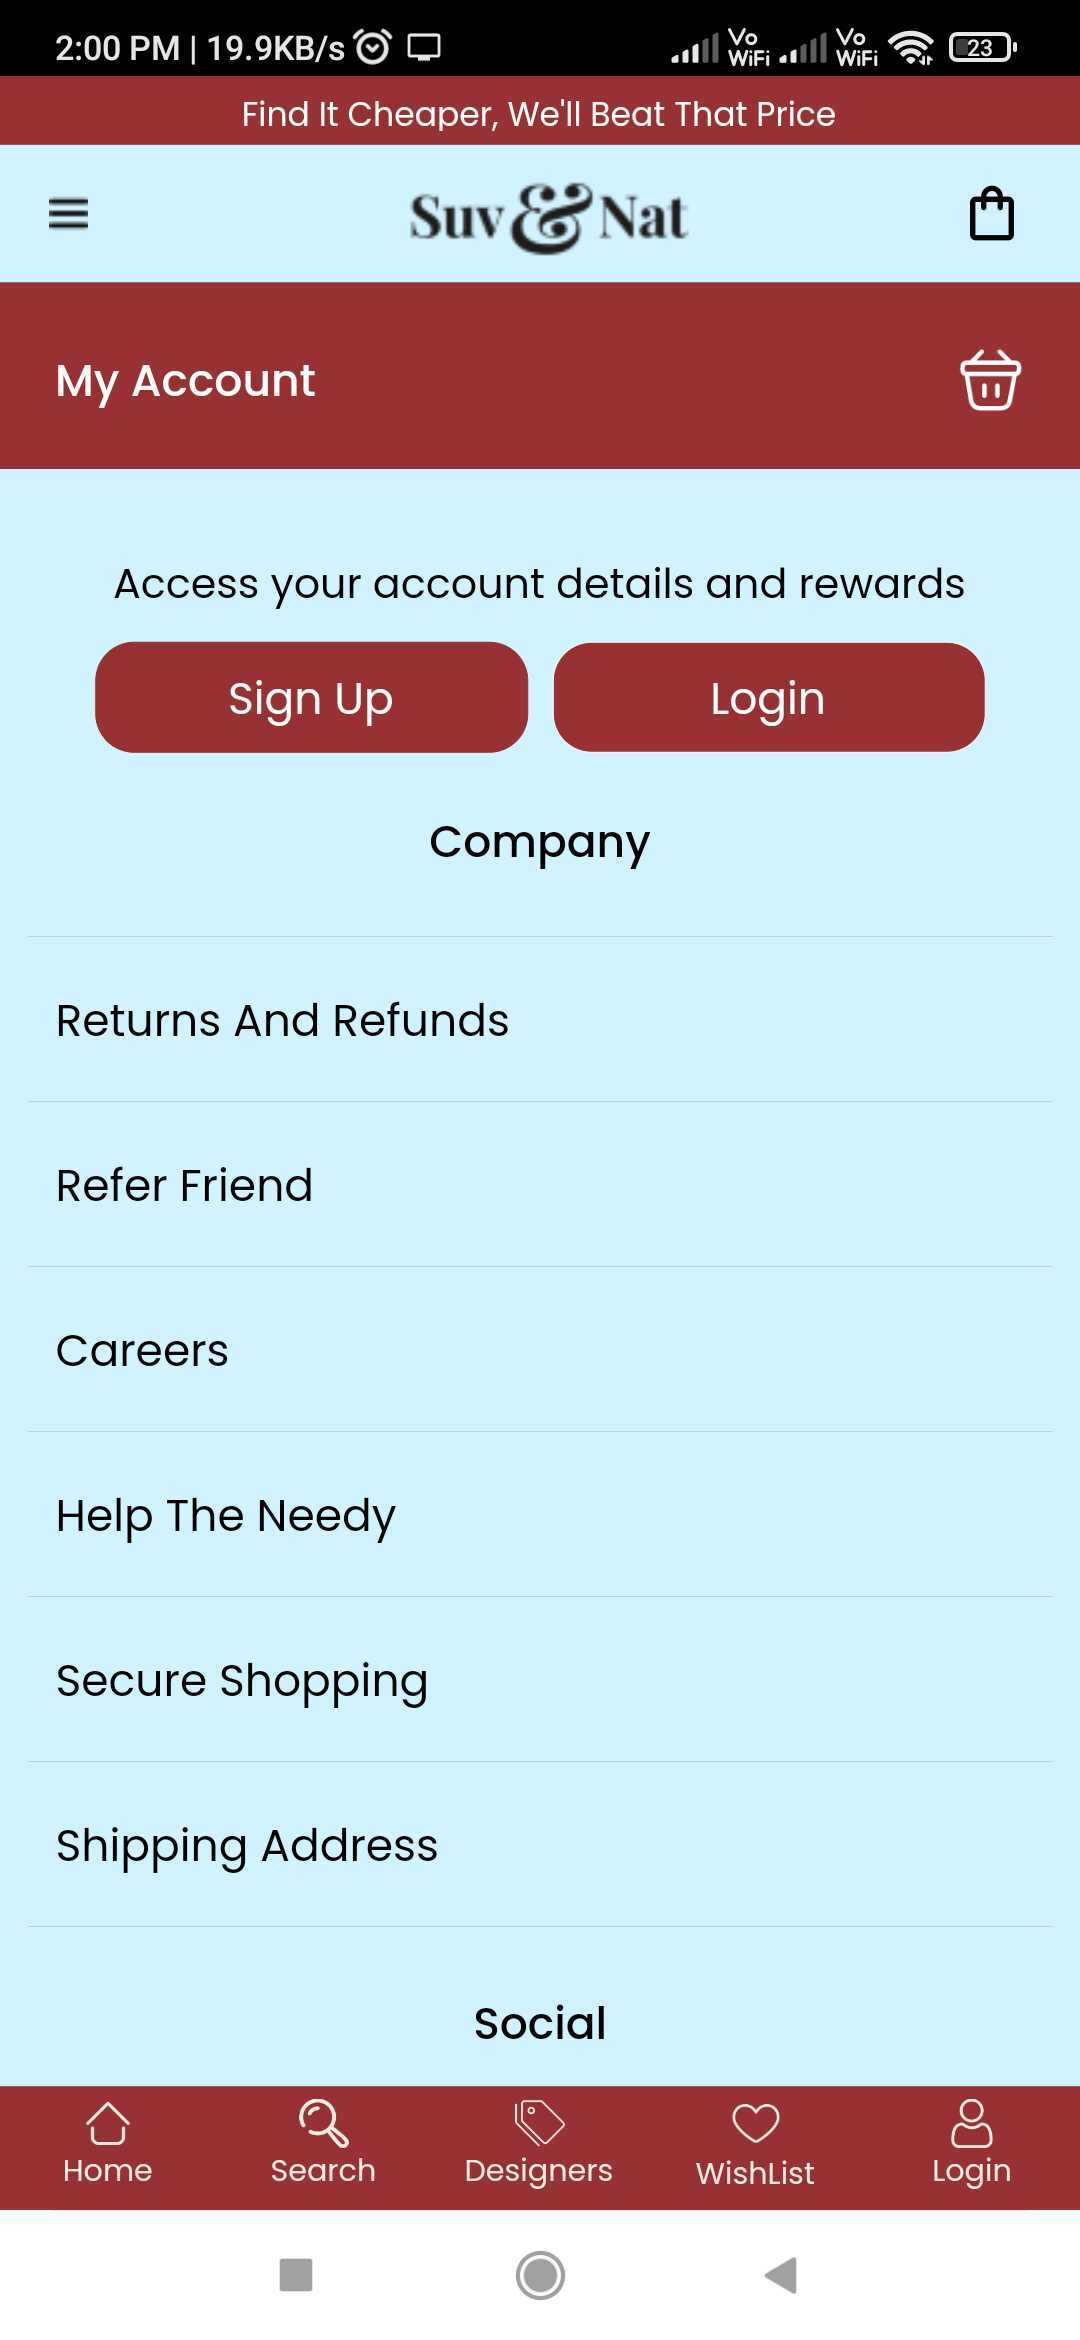 2:00 PM | 19.9KB/s Vo WiFi Vo WiFi 23
Find It Cheaper, We'll Beat That Price
Suv & Nat
My Account
Access your account details and rewards
Sign Up Login
Company
Returns And Refunds
Refer Friend
Careers
Help The Needy
Secure Shopping
Shipping Address
Social
Home Search Designers WishList Login